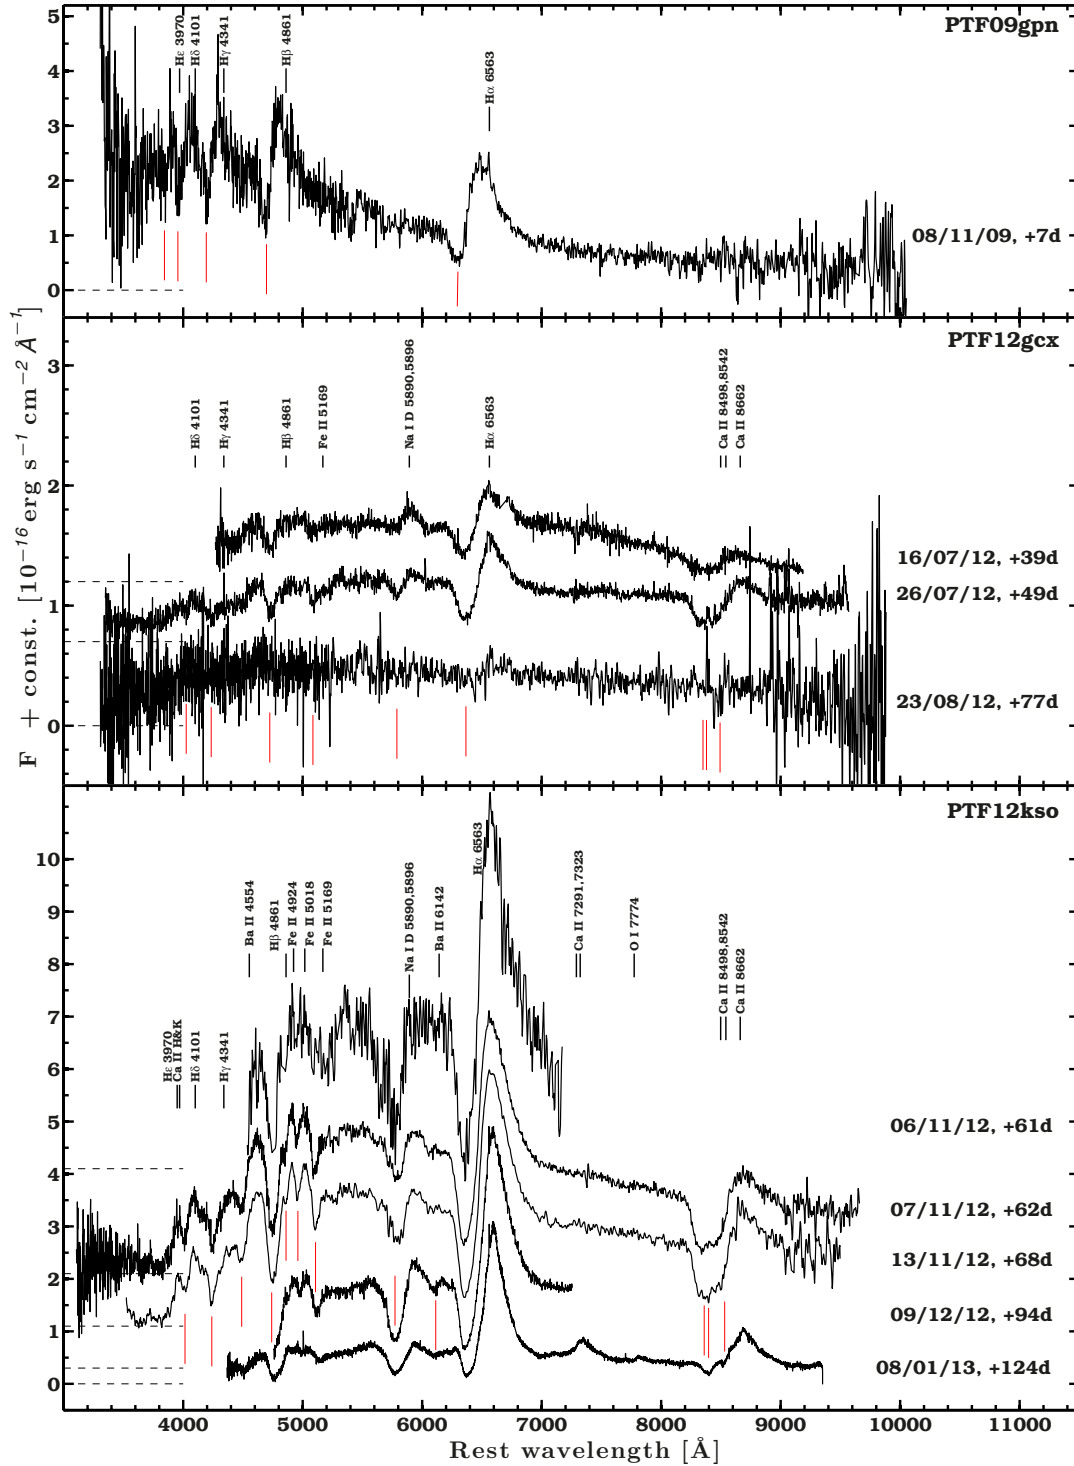 F + const. [10−16 erg s−1 cm−2 Å−1]
PTF09gpn
Hε 3970
Hδ 4101
Hγ 4341
Hβ 4861
Hα 6563
08/11/09, +7d
5
4
3
2
1
0
PTF12gcx
Hδ 4101
Hγ 4341
Hβ 4861
Fe II 5169
Na I D 5890,5896
Hα 6563
Ca II 8498,8542
Ca II 8662
16/07/12, +39d
26/07/12, +49d
23/08/12, +77d
3
2
1
0
PTF12kso
Hε 3970
Ca II H&K
Hδ 4101
Hγ 4341
Ba II 4554
Hβ 4861
Fe II 4924
Fe II 5018
Fe II 5169
Na I D 5890,5896
Ba II 6142
Hα 6563
Ca II 7291,7323
O I 7774
Ca II 8498,8542
Ca II 8662
06/11/12, +61d
07/11/12, +62d
13/11/12, +68d
09/12/12, +94d
08/01/13, +124d
10
9
8
7
6
5
4
3
2
1
0
4000 5000 6000 7000 8000 9000 10000 11000
Rest wavelength [Å]